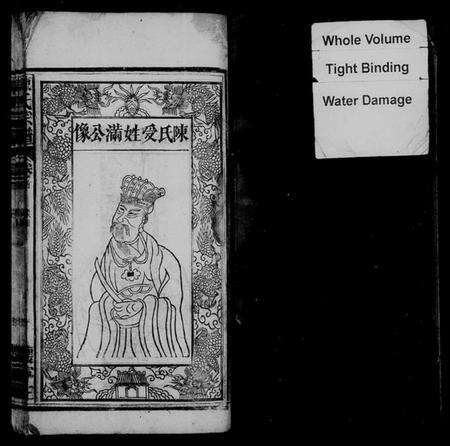 陳氏受姓滿公像
Whole Volume
Tight Binding
Water Damage